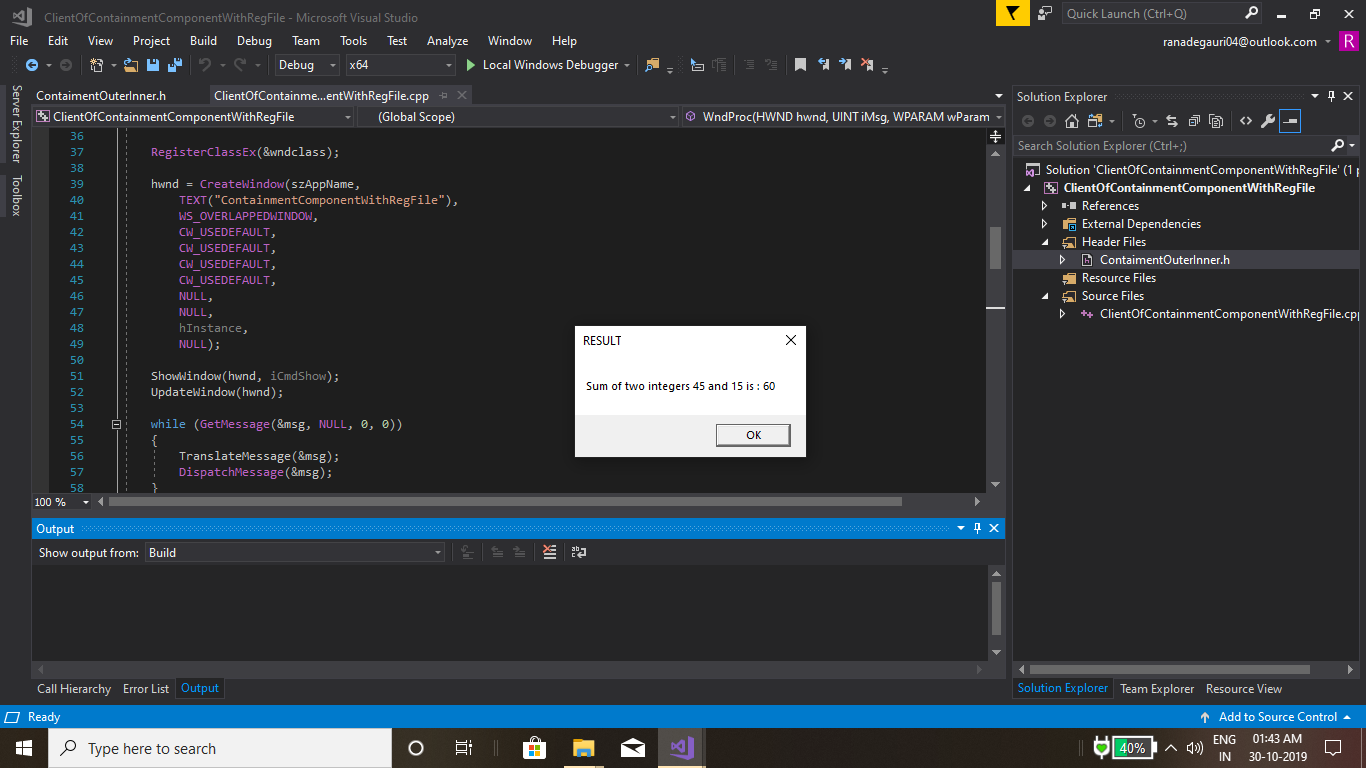 ClientOfContainmentComponentWithRegFile - Microsoft Visual Studio
Quick Launch (Ctrl+Q)
File Edit View Project Build Debug Team Tools Test Analyze Window Help
ranadegauri04@outlook.com R
Debug x64 Local Windows Debugger
Server Explorer
Toolbox
ContaimentOuterInner.h ClientOfContainme...entWithRegFile.cpp
ClientOfContainmentComponentWithRegFile (Global Scope) WndProc(HWND hwnd, UINT iMsg, WPARAM wParam
36
37 RegisterClassEx(&wndclass);
38
39 hwnd = CreateWindow(szAppName,
40 TEXT("ContainmentComponentWithRegFile"),
41 WS_OVERLAPPEDWINDOW,
42 CW_USEDEFAULT,
43 CW_USEDEFAULT,
44 CW_USEDEFAULT,
45 CW_USEDEFAULT,
46 NULL,
47 NULL,
48 hInstance,
49 NULL);
50
51 ShowWindow(hwnd, iCmdShow);
52 UpdateWindow(hwnd);
53
54 while (GetMessage(&msg, NULL, 0, 0))
55 {
56 TranslateMessage(&msg);
57 DispatchMessage(&msg);
58 }
100 %
RESULT
Sum of two integers 45 and 15 is : 60
OK
Output
Show output from: Build
Call Hierarchy Error List Output
Solution Explorer
Search Solution Explorer (Ctrl+;)
Solution 'ClientOfContainmentComponentWithRegFile' (1 p
ClientOfContainmentComponentWithRegFile
References
External Dependencies
Header Files
ContaimentOuterInner.h
Resource Files
Source Files
ClientOfContainmentComponentWithRegFile.cpp
Solution Explorer Team Explorer Resource View
Ready
Add to Source Control
Type here to search
40%
ENG
IN
01:43 AM
30-10-2019